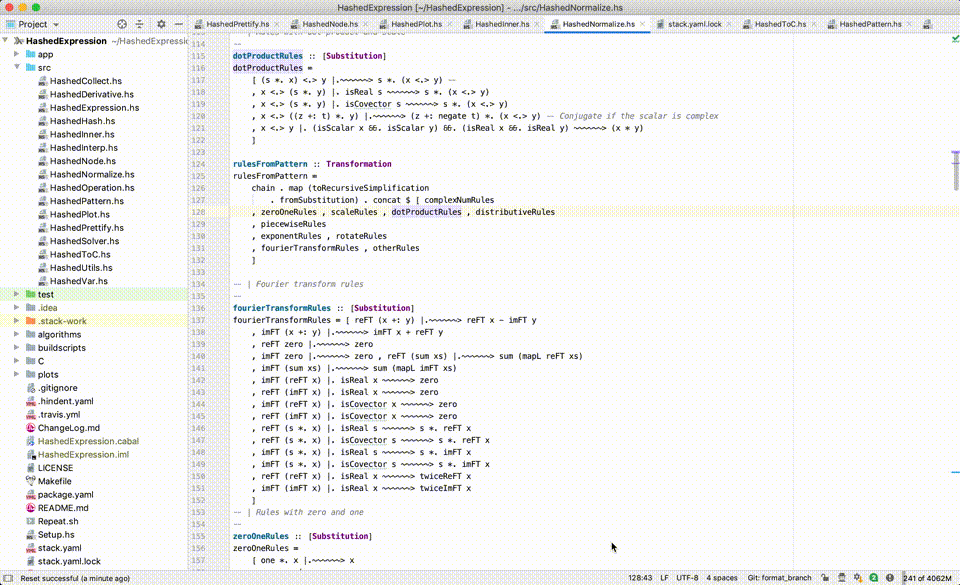 HashedExpression [~/HashedExpression] - .../src/HashedNormalize.hs
Project
HashedPrettify.hs
HashedNode.hs
HashedPlot.hs
HashedInner.hs
HashedNormalize.hs
stack.yaml.lock
HashedToC.hs
HashedPattern.hs
HashedExpression ~/HashedExpressio
app
src
HashedCollect.hs
HashedDerivative.hs
HashedExpression.hs
HashedHash.hs
HashedInner.hs
HashedInterp.hs
HashedNode.hs
HashedNormalize.hs
HashedOperation.hs
HashedPattern.hs
HashedPlot.hs
HashedPrettify.hs
HashedSolver.hs
HashedToC.hs
HashedUtils.hs
HashedVar.hs
test
.idea
.stack-work
algorithms
buildscripts
C
plots
.gitignore
.hindent.yaml
.travis.yml
ChangeLog.md
HashedExpression.cabal
HashedExpression.iml
LICENSE
Makefile
package.yaml
README.md
Repeat.sh
Setup.hs
stack.yaml
stack.yaml.lock
114 --
115 dotProductRules :: [Substitution]
116 dotProductRules =
117 [ (s *. x) <.> y |.~~~~~~> s *. (x <.> y) --
118 , x <.> (s *. y) |. isReal s ~~~~~~> s *. (x <.> y)
119 , x <.> (s *. y) |. isCovector s ~~~~~~> s *. (x <.> y)
120 , x <.> ((z +: t) *. y) |.~~~~~~> (z +: negate t) *. (x <.> y) -- Conjugate if the scalar is complex
121 , x <.> y |. (isScalar x &&. isScalar y) &&. (isReal x &&. isReal y) ~~~~~~> (x * y)
122 ]
123
124 rulesFromPattern :: Transformation
125 rulesFromPattern =
126 chain . map (toRecursiveSimplification
127 . fromSubstitution) . concat $ [ complexNumRules
128 , zeroOneRules , scaleRules , dotProductRules , distributiveRules
129 , piecewiseRules
130 , exponentRules , rotateRules
131 , fourierTransformRules , otherRules
132 ]
133
134 -- | Fourier transform rules
135 --
136 fourierTransformRules :: [Substitution]
137 fourierTransformRules = [ reFT (x +: y) |.~~~~~~> reFT x - imFT y
138 , imFT (x +: y) |.~~~~~~> imFT x + reFT y
139 , reFT zero |.~~~~~~> zero
140 , imFT zero |.~~~~~~> zero , reFT (sum xs) |.~~~~~~> sum (mapL reFT xs)
141 , imFT (sum xs) |.~~~~~~> sum (mapL imFT xs)
142 , imFT (reFT x) |. isReal x ~~~~~~> zero
143 , reFT (imFT x) |. isReal x ~~~~~~> zero
144 , imFT (reFT x) |. isCovector x ~~~~~~> zero
145 , reFT (imFT x) |. isCovector x ~~~~~~> zero
146 , reFT (s *. x) |. isReal s ~~~~~~> s *. reFT x
147 , reFT (s *. x) |. isCovector s ~~~~~~> s *. reFT x
148 , imFT (s *. x) |. isReal s ~~~~~~> s *. imFT x
149 , imFT (s *. x) |. isCovector s ~~~~~~> s *. imFT x
150 , reFT (reFT x) |. isReal x ~~~~~~> twiceReFT x
151 , imFT (imFT x) |. isReal x ~~~~~~> twiceImFT x
152 ]
153 -- | Rules with zero and one
154 --
155 zeroOneRules :: [Substitution]
156 zeroOneRules =
157 [ one *. x |.~~~~~~> x
Reset successful (a minute ago)
128:43 LF UTF-8 4 spaces Git: format_branch 2 241 of 4062M